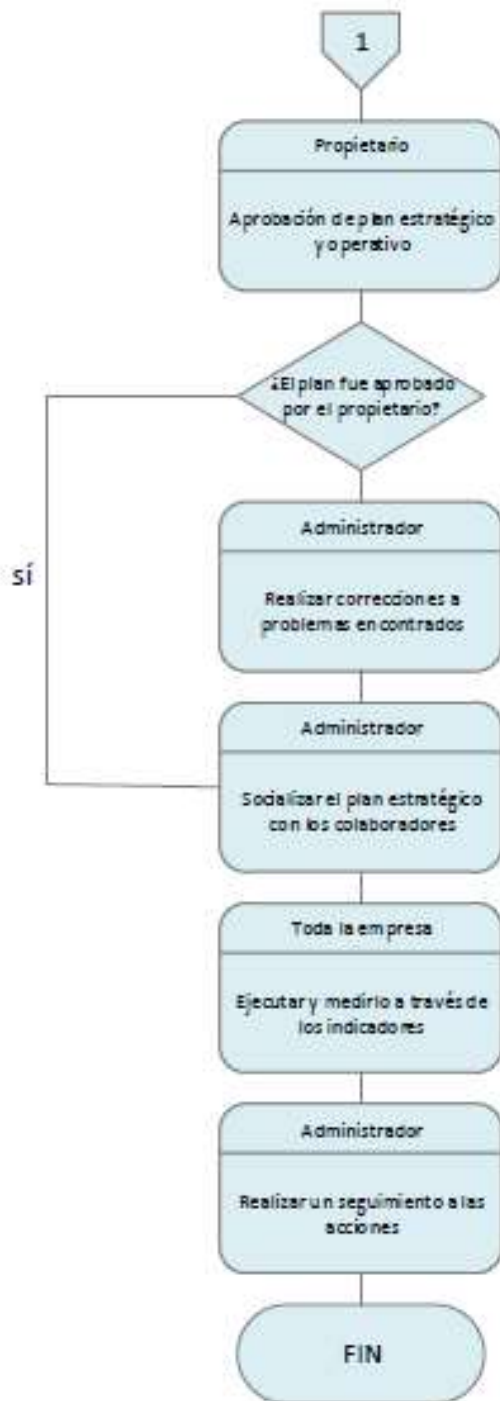 1
Propietario
Aprobación de plan estratégico
y operativo
¿El plan fue aprobado
por el propietario?
Administrador
Realizar correcciones a
problemas encontrados
sí
Administrador
Socializar el plan estratégico
con los colaboradores
Toda la empresa
Ejecutar y medirlo a través de
los indicadores
Administrador
Realizar un seguimiento a las
acciones
FIN